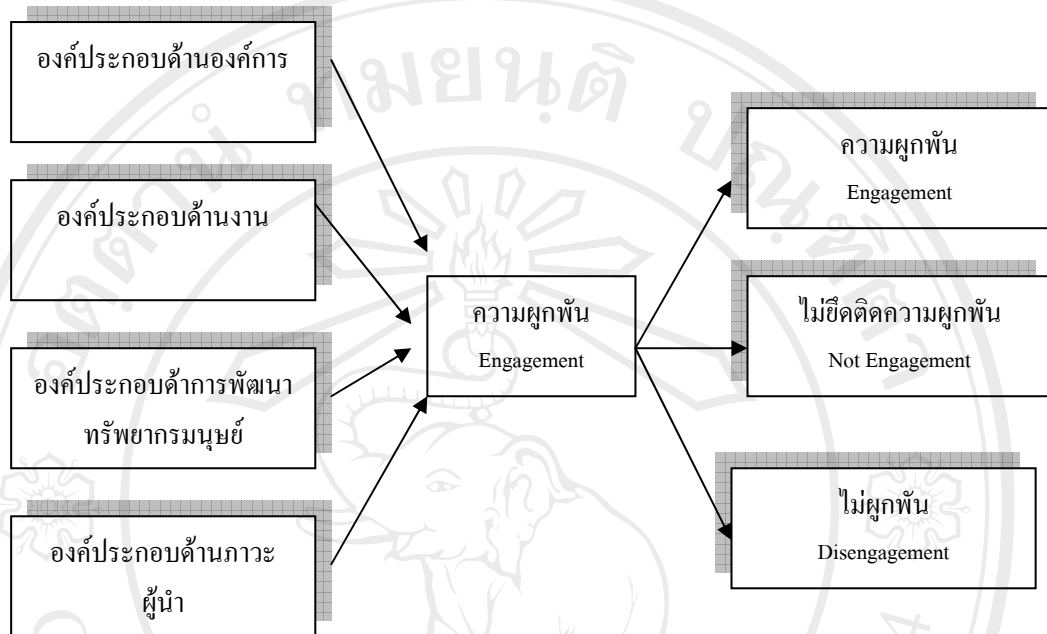 องค์ประกอบด้านองค์การ
องค์ประกอบด้านงาน
องค์ประกอบด้าการพัฒนา
ทรัพยากรมนุษย์
องค์ประกอบด้านภาวะ
ผู้นำ
ความผูกพัน
Engagement
ความผูกพัน
Engagement
ไม่ยึดติดความผูกพัน
Not Engagement
ไม่ผูกพัน
Disengagement